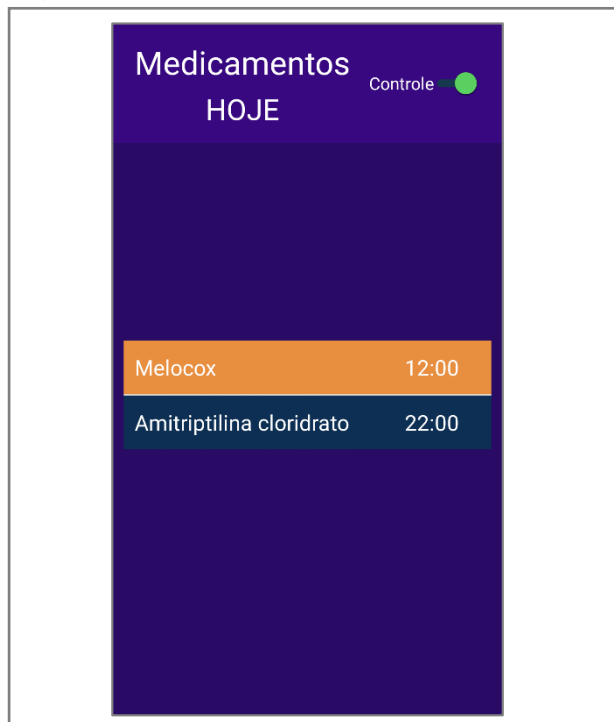 Medicamentos
HOJE
Controle
Melocox 12:00
Amitriptilina cloridrato 22:00